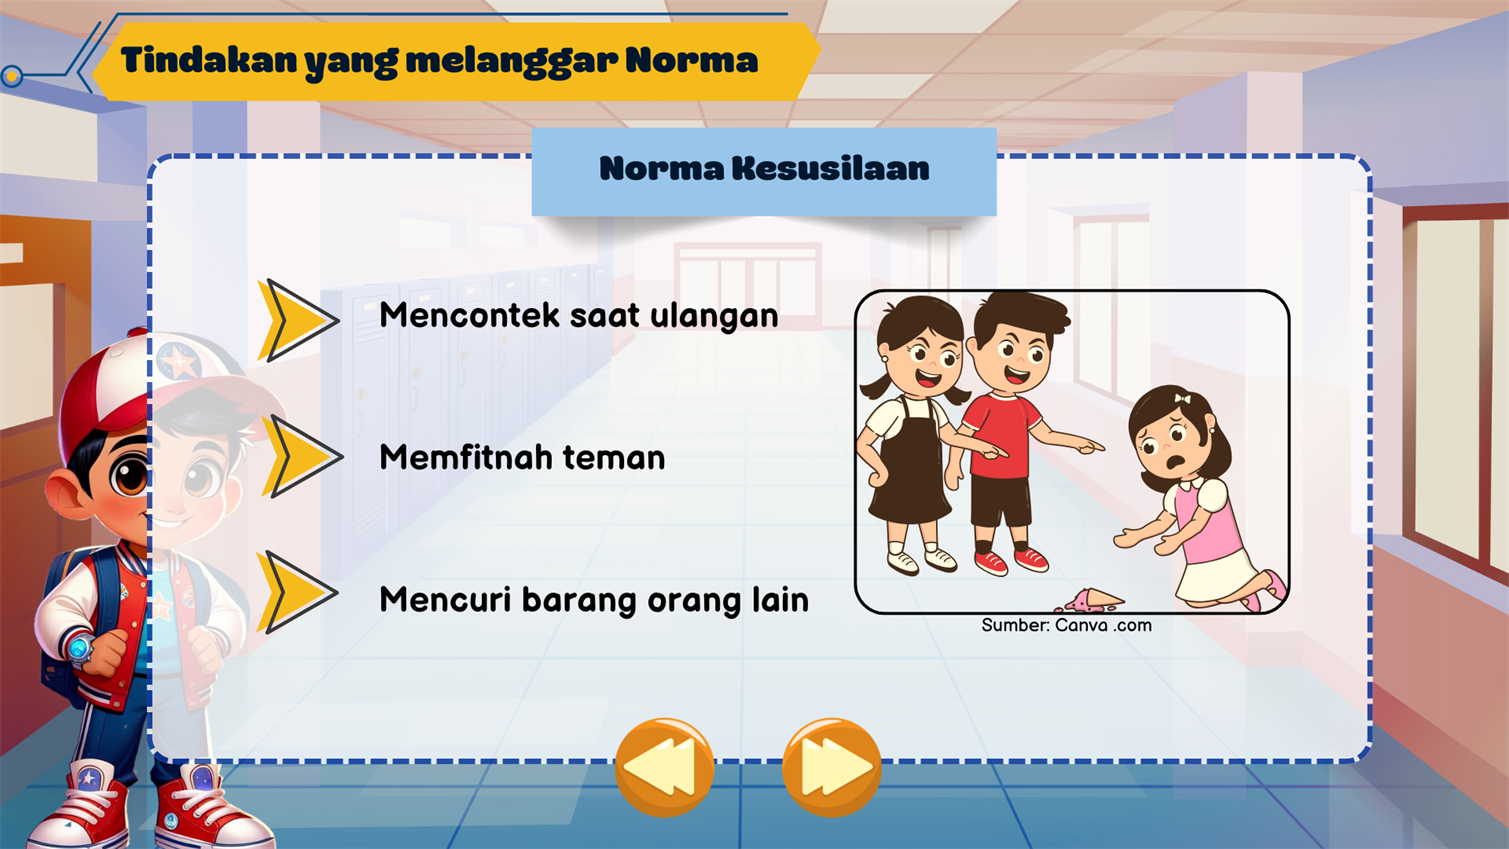 Tindakan yang melanggar Norma
Norma Kesusilaan
Mencontek saat ulangan
Memfitnah teman
Mencuri barang orang lain
Sumber: Canva .com